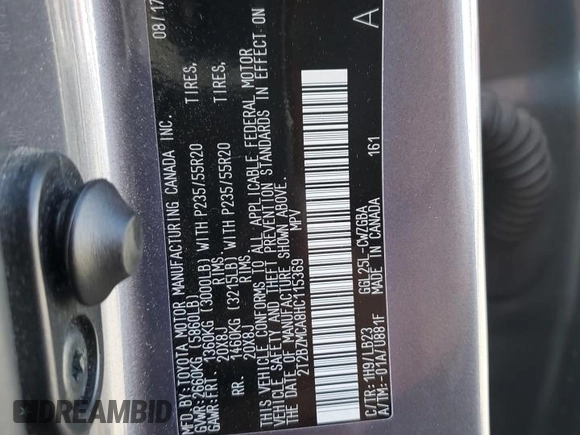 MFD.BY:TOYOTA MOTOR MANUFACTURING CANADA INC. 08/17
GVWR:2660KG (5860LB)
GAWR:FRT. 1360KG (3000LB) WITH P235/55R20 TIRES,
20X8J RIMS,
RR. 1460KG (3215LB) WITH P235/55R20 TIRES,
20X8J RIMS
THIS VEHICLE CONFORMS TO ALL APPLICABLE FEDERAL MOTOR
VEHICLE SAFETY AND THEFT PREVENTION STANDARDS IN EFFECT ON
THE DATE OF MANUFACTURE SHOWN ABOVE.
2T2BZMCA8HC115369 MPV
A
C/TR:1H9/LB23 GGL25L-CWZGBA
A/TM:-01A/U881F MADE IN CANADA 161
DREAMBID